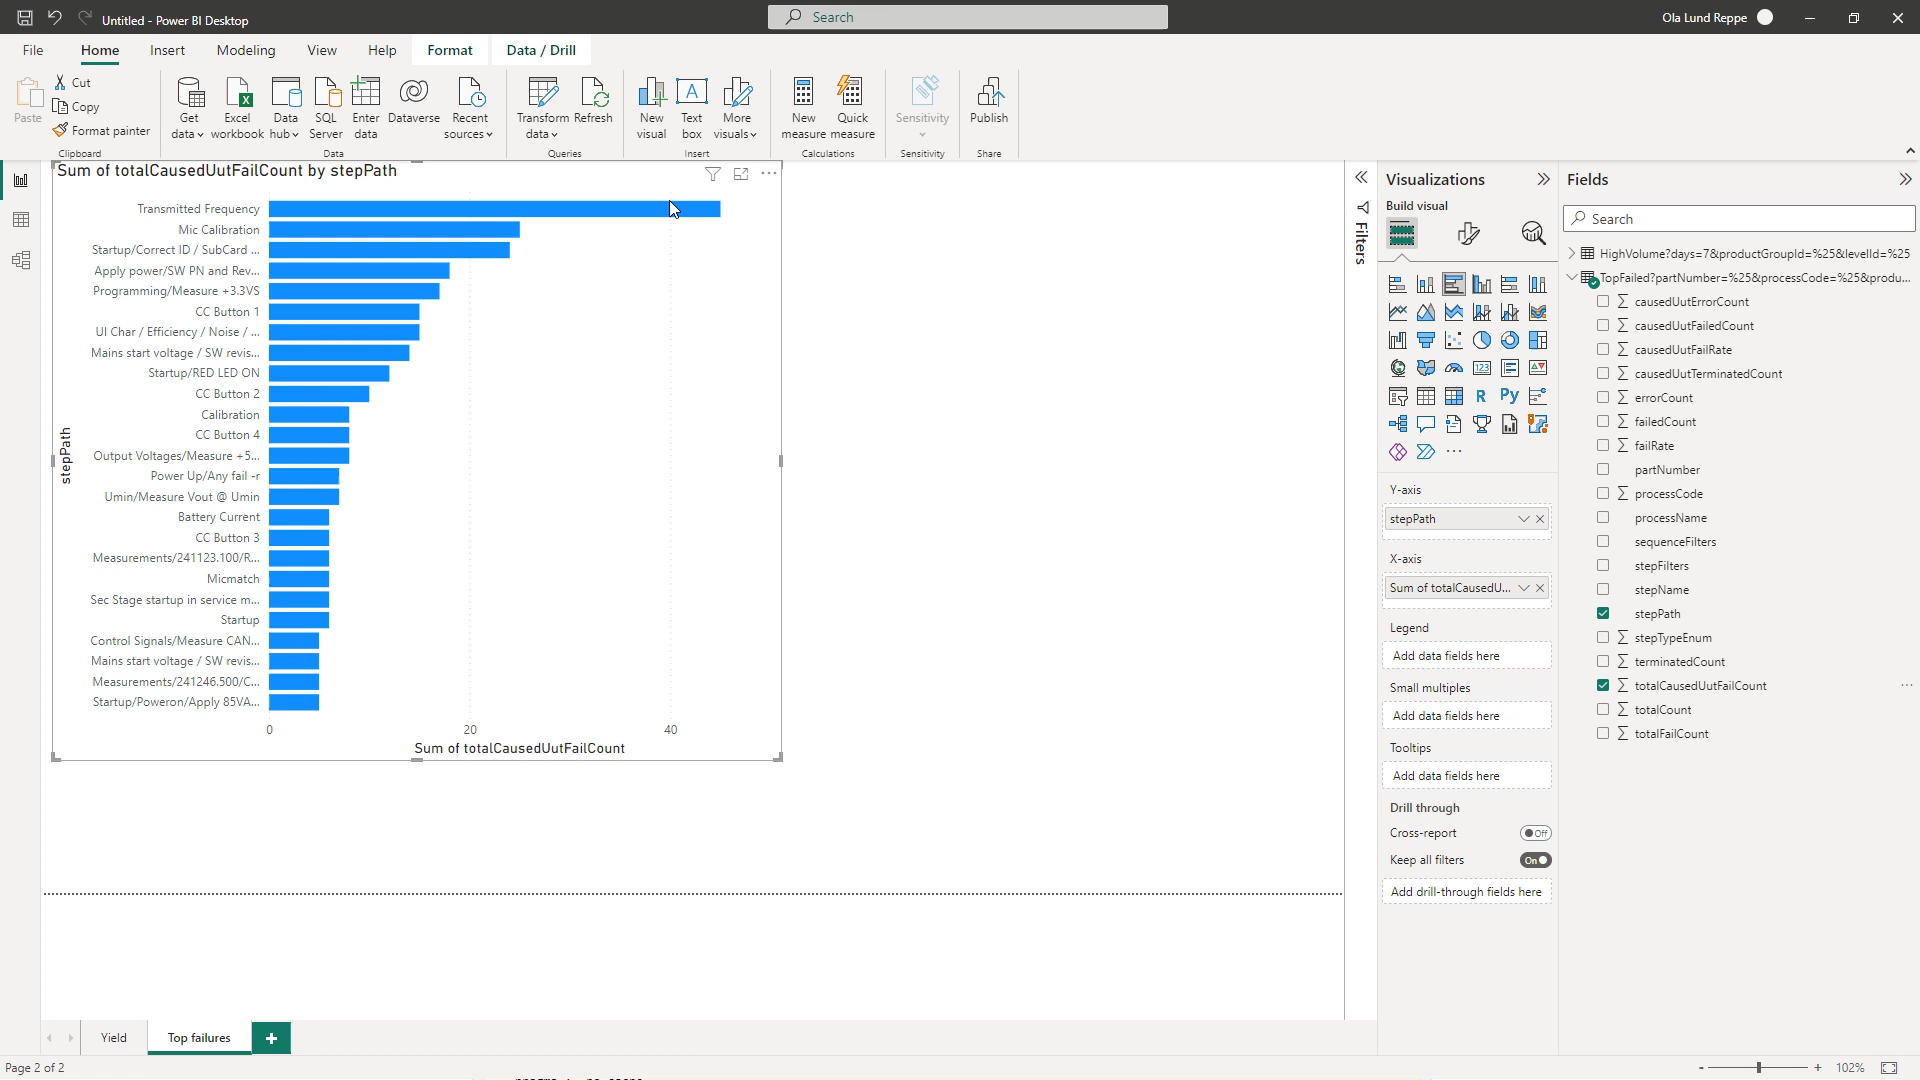 Untitled - Power BI Desktop
Search
Ola Lund Reppe
File
Home
Insert
Modeling
View
Help
Format
Data / Drill
Paste
Cut
Copy
Format painter
Clipboard
Get data
Excel workbook
Data hub
SQL Server
Enter data
Dataverse
Recent sources
Data
Transform data
Refresh
Queries
New visual
Text box
More visuals
Insert
New measure
Quick measure
Calculations
Sensitivity
Sensitivity
Publish
Share
Sum of totalCausedUutFailCount by stepPath
stepPath
Transmitted Frequency
Mic Calibration
Startup/Correct ID / SubCard ...
Apply power/SW PN and Rev...
Programming/Measure +3.3VS
CC Button 1
UI Char / Efficiency / Noise / ...
Mains start voltage / SW revis...
Startup/RED LED ON
CC Button 2
Calibration
CC Button 4
Output Voltages/Measure +5...
Power Up/Any fail -r
Umin/Measure Vout @ Umin
Battery Current
CC Button 3
Measurements/241123.100/R...
Micmatch
Sec Stage startup in service m...
Startup
Control Signals/Measure CAN...
Mains start voltage / SW revis...
Measurements/241246.500/C...
Startup/Poweron/Apply 85VA...
0 20 40
Sum of totalCausedUutFailCount
Filters
Visualizations
Build visual
123
R
Py
Y-axis
stepPath
X-axis
Sum of totalCausedU...
Legend
Add data fields here
Small multiples
Add data fields here
Tooltips
Add data fields here
Drill through
Cross-report
Off
Keep all filters
On
Add drill-through fields here
Fields
Search
HighVolume?days=7&productGroupId=%25&levelId=%25
TopFailed?partNumber=%25&processCode=%25&produ...
causedUutErrorCount
causedUutFailedCount
causedUutFailRate
causedUutTerminatedCount
errorCount
failedCount
failRate
partNumber
processCode
processName
sequenceFilters
stepFilters
stepName
stepPath
stepTypeEnum
terminatedCount
totalCausedUutFailCount
totalCount
totalFailCount
Yield
Top failures
Page 2 of 2
102%